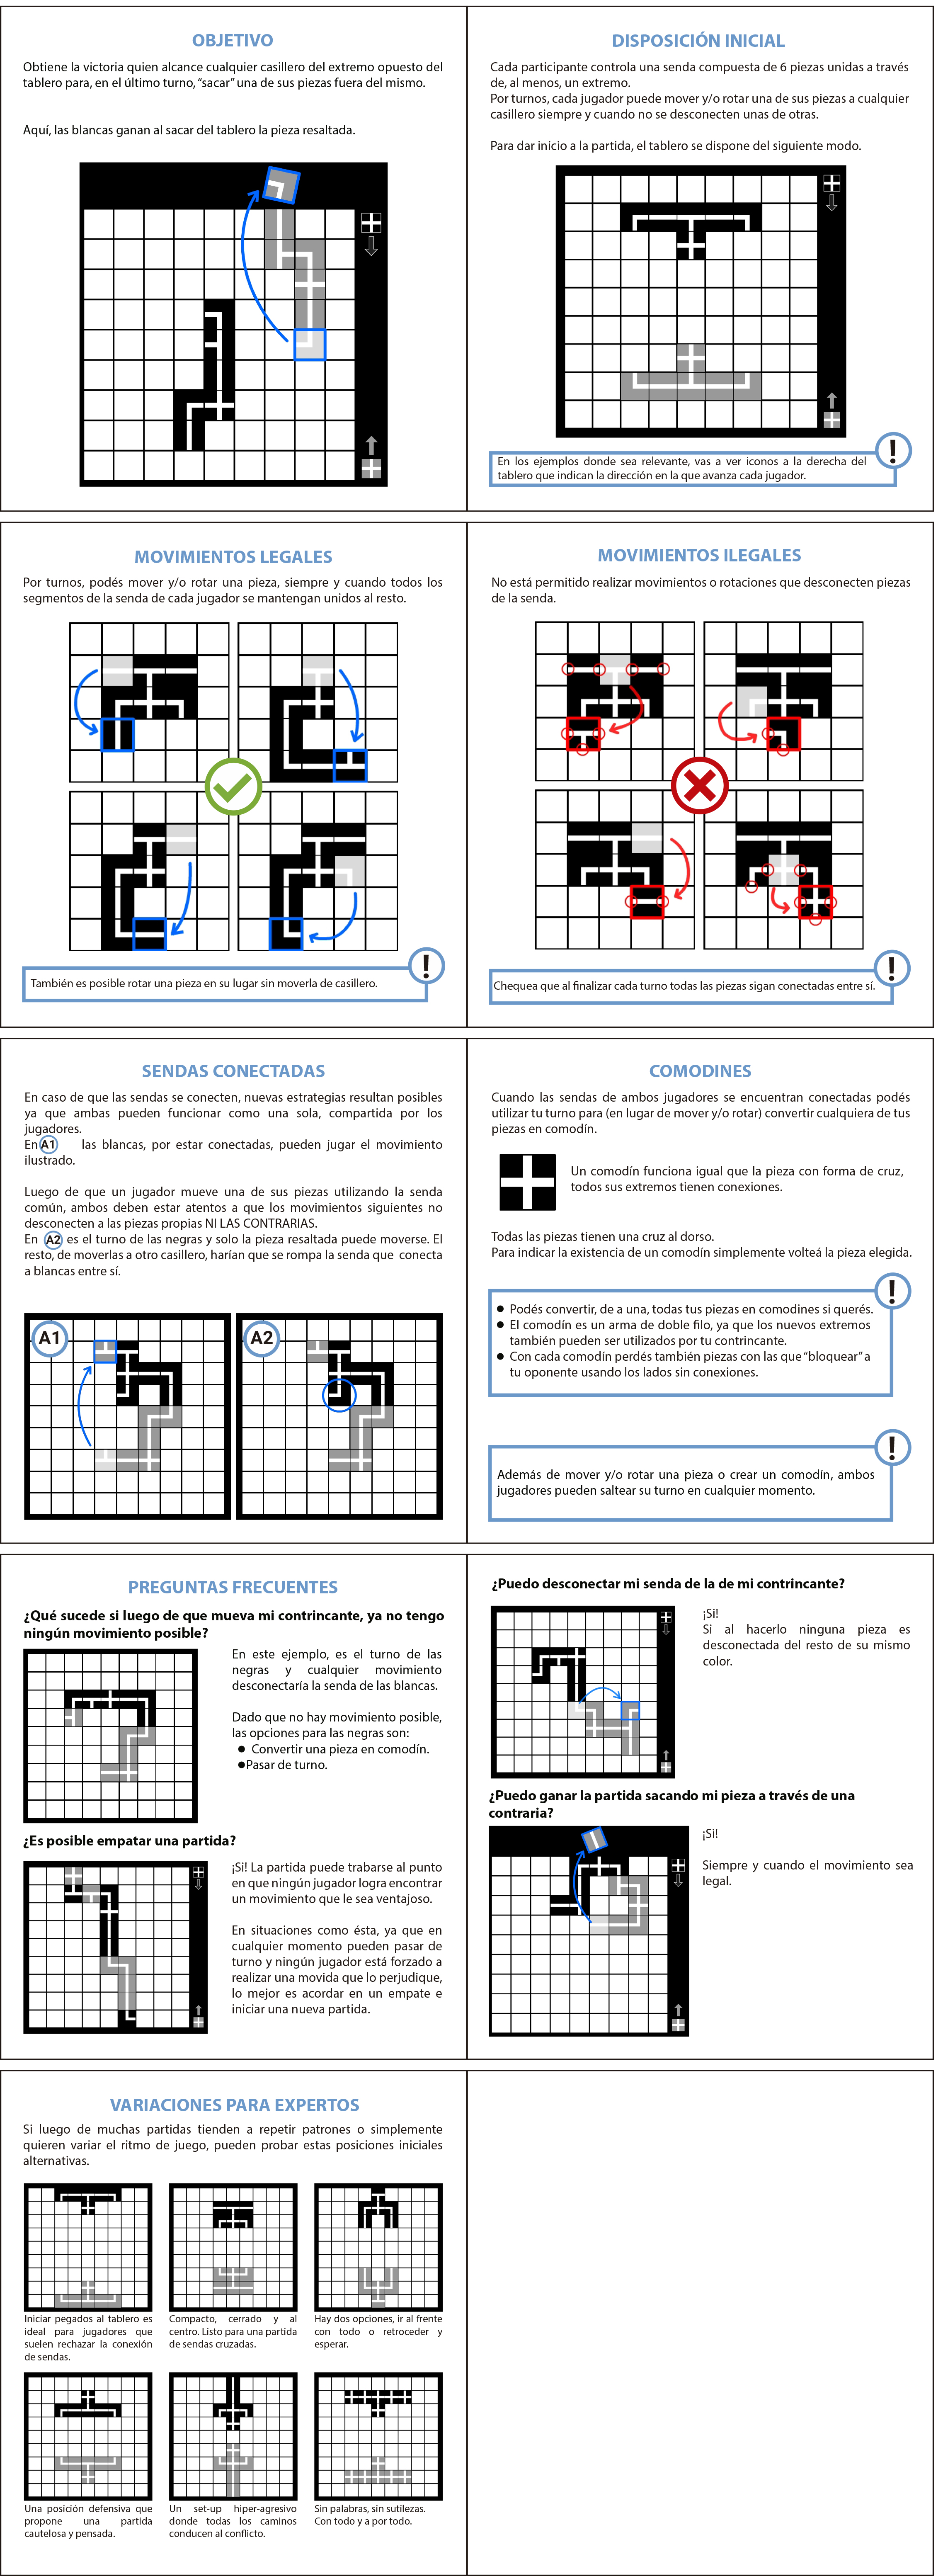 OBJETIVO
Obtiene la victoria quien alcance cualquier casillero del extremo opuesto del
tablero para, en el último turno, “sacar” una de sus piezas fuera del mismo.
Aquí, las blancas ganan al sacar del tablero la pieza resaltada.
DISPOSICIÓN INICIAL
Cada participante controla una senda compuesta de 6 piezas unidas a través
de, al menos, un extremo.
Por turnos, cada jugador puede mover y/o rotar una de sus piezas a cualquier
casillero siempre y cuando no se desconecten unas de otras.
Para dar inicio a la partida, el tablero se dispone del siguiente modo.
!
En los ejemplos donde sea relevante, vas a ver iconos a la derecha del
tablero que indican la dirección en la que avanza cada jugador.
MOVIMIENTOS LEGALES
Por turnos, podés mover y/o rotar una pieza, siempre y cuando todos los
segmentos de la senda de cada jugador se mantengan unidos al resto.
!
También es posible rotar una pieza en su lugar sin moverla de casillero.
MOVIMIENTOS ILEGALES
No está permitido realizar movimientos o rotaciones que desconecten piezas
de la senda.
!
Chequea que al finalizar cada turno todas las piezas sigan conectadas entre sí.
SENDAS CONECTADAS
En caso de que las sendas se conecten, nuevas estrategias resultan posibles
ya que ambas pueden funcionar como una sola, compartida por los
jugadores.
En A1 las blancas, por estar conectadas, pueden jugar el movimiento
ilustrado.
Luego de que un jugador mueve una de sus piezas utilizando la senda
común, ambos deben estar atentos a que los movimientos siguientes no
desconecten a las piezas propias NI LAS CONTRARIAS.
En A2 es el turno de las negras y solo la pieza resaltada puede moverse. El
resto, de moverlas a otro casillero, harían que se rompa la senda que conecta
a blancas entre sí.
A1
A2
COMODINES
Cuando las sendas de ambos jugadores se encuentran conectadas podés
utilizar tu turno para (en lugar de mover y/o rotar) convertir cualquiera de tus
piezas en comodín.
Un comodín funciona igual que la pieza con forma de cruz,
todos sus extremos tienen conexiones.
Todas las piezas tienen una cruz al dorso.
Para indicar la existencia de un comodín simplemente volteá la pieza elegida.
!
● Podés convertir, de a una, todas tus piezas en comodines si querés.
● El comodín es un arma de doble filo, ya que los nuevos extremos
también pueden ser utilizados por tu contrincante.
● Con cada comodín perdés también piezas con las que “bloquear” a
tu oponente usando los lados sin conexiones.
!
Además de mover y/o rotar una pieza o crear un comodín, ambos
jugadores pueden saltear su turno en cualquier momento.
PREGUNTAS FRECUENTES
¿Qué sucede si luego de que mueva mi contrincante, ya no tengo
ningún movimiento posible?
En este ejemplo, es el turno de las
negras y cualquier movimiento
desconectaría la senda de las blancas.
Dado que no hay movimiento posible,
las opciones para las negras son:
● Convertir una pieza en comodín.
●Pasar de turno.
¿Es posible empatar una partida?
¡Si! La partida puede trabarse al punto
en que ningún jugador logra encontrar
un movimiento que le sea ventajoso.
En situaciones como ésta, ya que en
cualquier momento pueden pasar de
turno y ningún jugador está forzado a
realizar una movida que lo perjudique,
lo mejor es acordar en un empate e
iniciar una nueva partida.
¿Puedo desconectar mi senda de la de mi contrincante?
¡Si!
Si al hacerlo ninguna pieza es
desconectada del resto de su mismo
color.
¿Puedo ganar la partida sacando mi pieza a través de una
contraria?
¡Si!
Siempre y cuando el movimiento sea
legal.
VARIACIONES PARA EXPERTOS
Si luego de muchas partidas tienden a repetir patrones o simplemente
quieren variar el ritmo de juego, pueden probar estas posiciones iniciales
alternativas.
Iniciar pegados al tablero es
ideal para jugadores que
suelen rechazar la conexión
de sendas.
Compacto, cerrado y al
centro. Listo para una partida
de sendas cruzadas.
Hay dos opciones, ir al frente
con todo o retroceder y
esperar.
Una posición defensiva que
propone una partida
cautelosa y pensada.
Un set-up hiper-agresivo
donde todas los caminos
conducen al conflicto.
Sin palabras, sin sutilezas.
Con todo y a por todo.